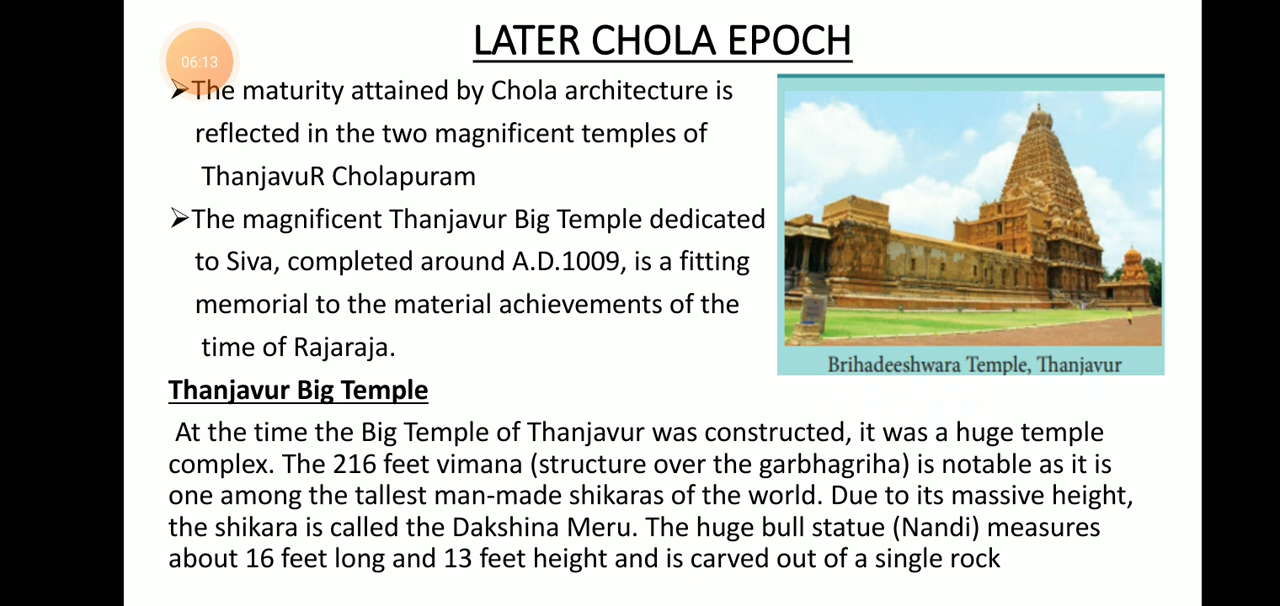 LATER CHOLA EPOCH
06:13
➤The maturity attained by Chola architecture is
reflected in the two magnificent temples of
ThanjavuR Cholapuram
➤The magnificent Thanjavur Big Temple dedicated
to Siva, completed around A.D.1009, is a fitting
memorial to the material achievements of the
time of Rajaraja.
Brihadeeshwara Temple, Thanjavur
Thanjavur Big Temple
At the time the Big Temple of Thanjavur was constructed, it was a huge temple
complex. The 216 feet vimana (structure over the garbhagriha) is notable as it is
one among the tallest man-made shikaras of the world. Due to its massive height,
the shikara is called the Dakshina Meru. The huge bull statue (Nandi) measures
about 16 feet long and 13 feet height and is carved out of a single rock